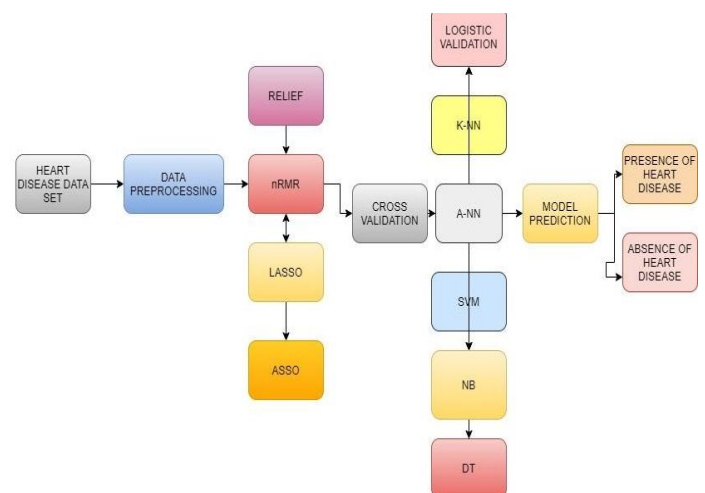 LOGISTIC
VALIDATION
RELIEF
K-NN
HEART
DISEASE DATA
SET
DATA
PREPROCESSING
nRMR
CROSS
VALIDATION
A-NN
MODEL
PREDICTION
PRESENCE OF
HEART
DISEASE
ABSENCE OF
HEART
DISEASE
LASSO
SVM
ASSO
NB
DT